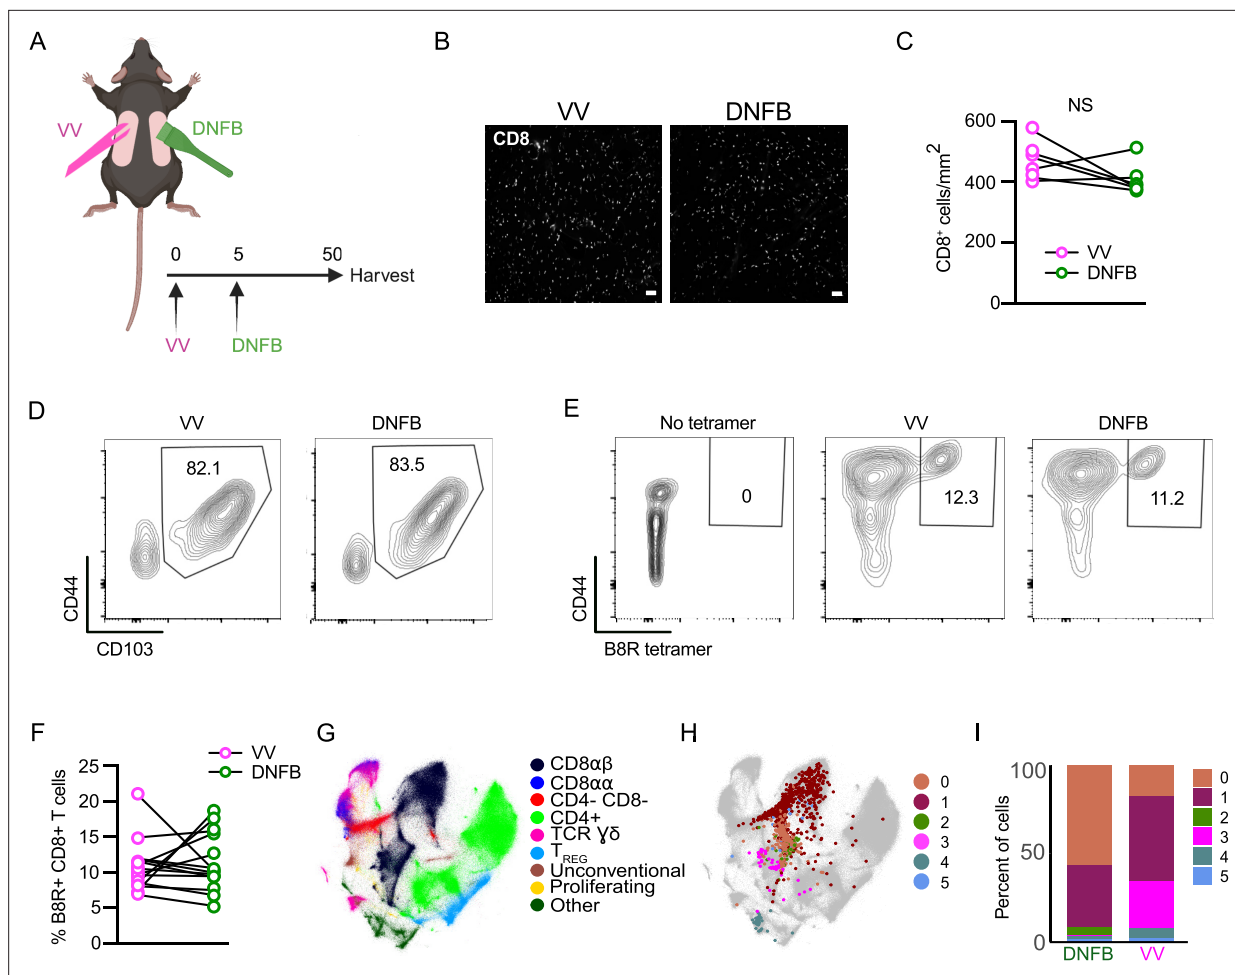 A
VV
DNFB
0
5
50
Harvest
VV
DNFB
B
VV
DNFB
CD8
C
NS
600
400
200
0
CD8+ cells/mm2
VV
DNFB
D
VV
DNFB
82.1
83.5
CD44
CD103
E
No tetramer
VV
DNFB
0
12.3
11.2
CD44
B8R tetramer
F
VV
DNFB
25
20
15
10
5
0
% B8R+ CD8+ T cells
G
CD8αβ
CD8αα
CD4- CD8-
CD4+
TCR ɣδ
TREG
Unconventional
Proliferating
Other
H
0
1
2
3
4
5
I
100
50
0
Percent of cells
DNFB
VV
0
1
2
3
4
5